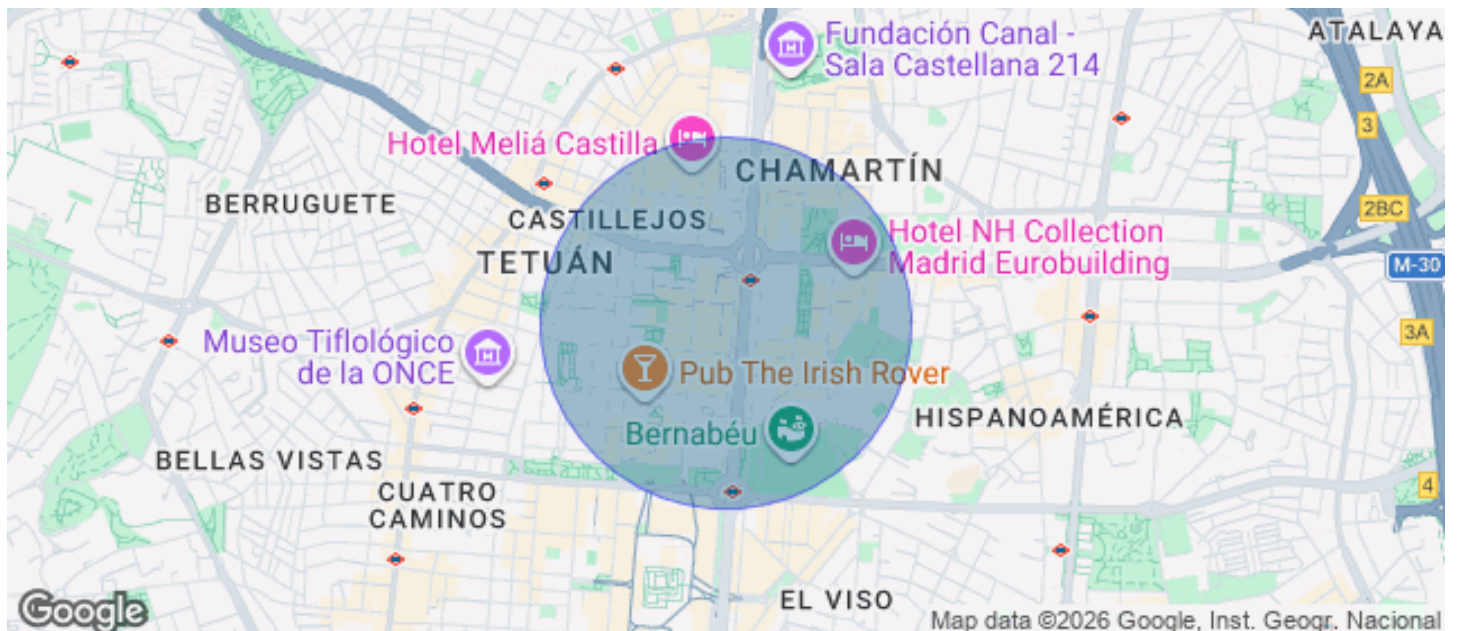 ATALAYA
Fundación Canal -
Sala Castellana 214
2A
3
Hotel Meliá Castilla
CHAMARTÍN
BERRUGUETE
CASTILLEJOS
2BC
Hotel NH Collection
Madrid Eurobuilding
TETUÁN
M-30
3A
Museo Tiflológico
de la ONCE
Pub The Irish Rover
HISPANOAMÉRICA
Bernabéu
BELLAS VISTAS
CUATRO
CAMINOS
4
EL VISO
Google
Map data ©2026 Google, Inst. Geogr. Nacional